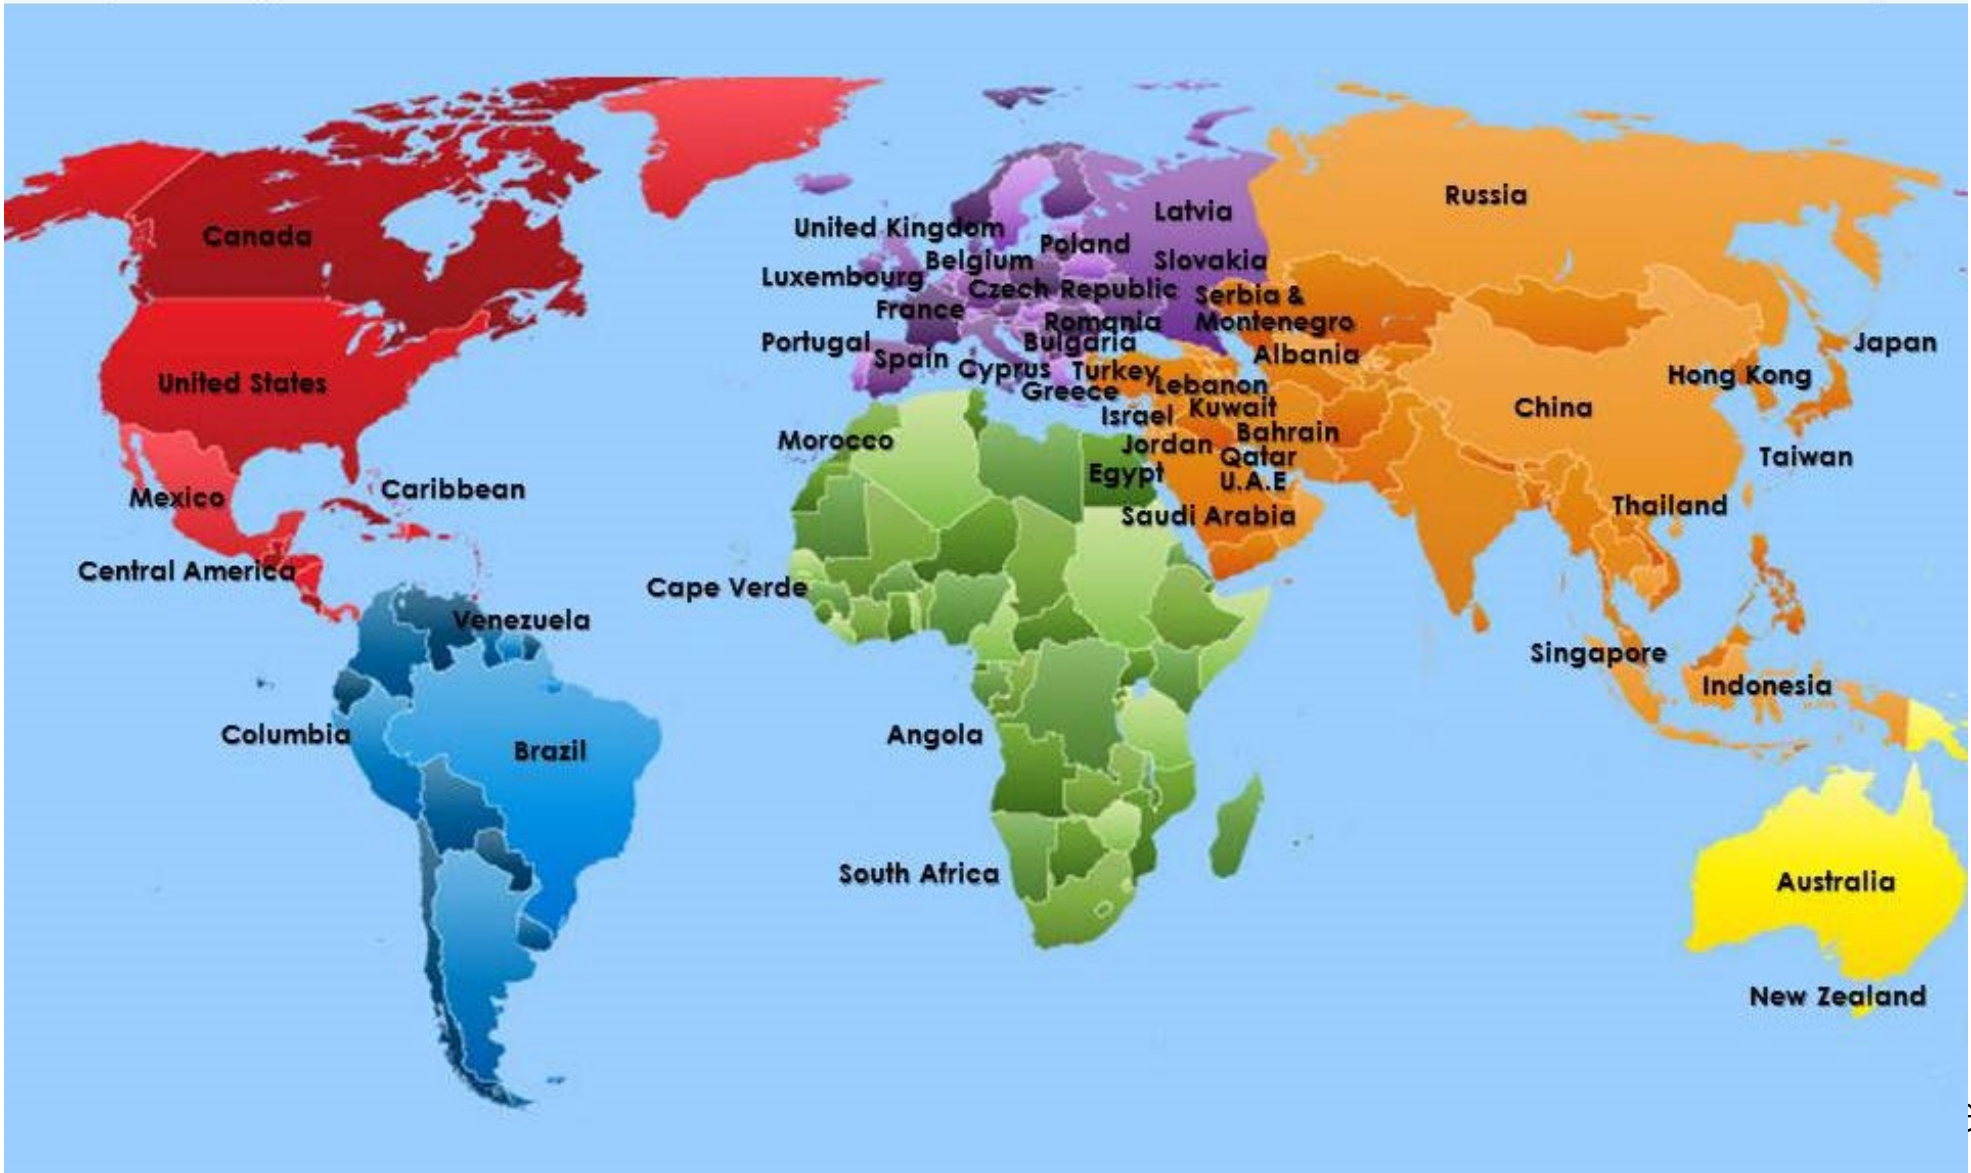 Russia
Latvia
United Kingdom
Canada
Poland
Belgium
Slovakia
Luxembourg
Czech Republic
Serbia &
Montenegro
France
Romania
Portugal
Bulgaria
Japan
Spain
Albania
Cyprus
Turkey
Hong Kong
United States
Lebanon
Greece
Kuwait
China
Israel
Bahrain
Morocco
Jordan
Qatar
Taiwan
Egypt
U.A.E
Caribbean
Mexico
Thailand
Saudi Arabia
Central America
Cape Verde
Venezuela
Singapore
Indonesia
Columbia
Angola
Brazil
South Africa
Australia
New Zealand